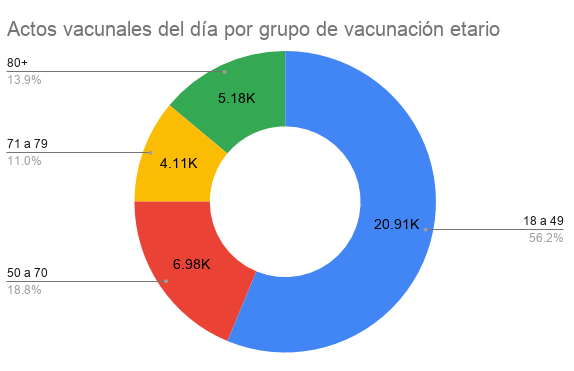 Actos vacunales del día por grupo de vacunación etario
80+
13.9%
5.18K
71 a 79
11.0%
4.11K
20.91K
18 a 49
56.2%
50 a 70
18.8%
6.98K